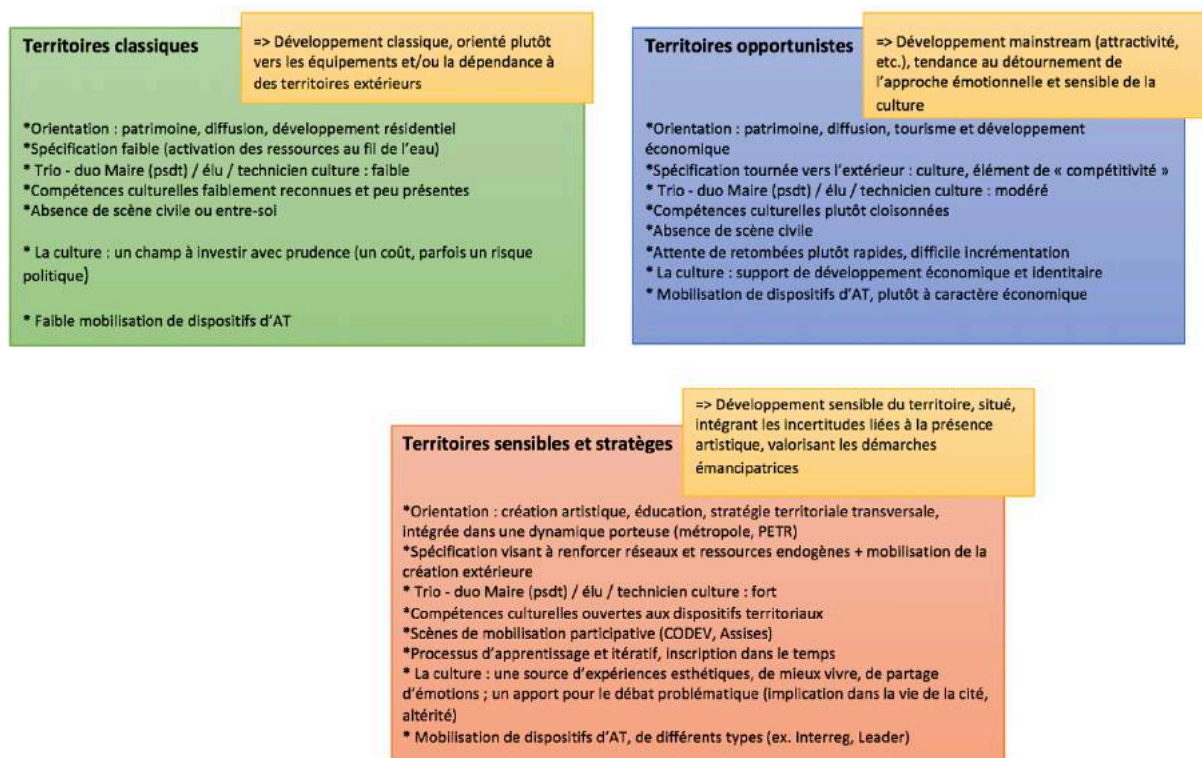 Territoires classiques
=> Développement classique, orienté plutôt
vers les équipements et/ou la dépendance à
des territoires extérieurs
*Orientation : patrimoine, diffusion, développement résidentiel
*Spécification faible (activation des ressources au fil de l’eau)
* Trio - duo Maire (psdt) / élu / technicien culture : faible
*Compétences culturelles faiblement reconnues et peu présentes
*Absence de scène civile ou entre-soi
* La culture : un champ à investir avec prudence (un coût, parfois un risque
politique)
* Faible mobilisation de dispositifs d’AT
Territoires opportunistes
=> Développement mainstream (attractivité,
etc.), tendance au détournement de
l’approche émotionnelle et sensible de la
culture
*Orientation : patrimoine, diffusion, tourisme et développement
économique
*Spécification tournée vers l’extérieur : culture, élément de « compétitivité »
* Trio - duo Maire (psdt) / élu / technicien culture : modéré
*Compétences culturelles plutôt cloisonnées
*Absence de scène civile
*Attente de retombées plutôt rapides, difficile incrémentation
* La culture : support de développement économique et identitaire
* Mobilisation de dispositifs d’AT, plutôt à caractère économique
Territoires sensibles et stratèges
=> Développement sensible du territoire, situé,
intégrant les incertitudes liées à la présence
artistique, valorisant les démarches
émancipatrices
*Orientation : création artistique, éducation, stratégie territoriale transversale,
intégrée dans une dynamique porteuse (métropole, PETR)
*Spécification visant à renforcer réseaux et ressources endogènes + mobilisation de la
création extérieure
* Trio - duo Maire (psdt) / élu / technicien culture : fort
*Compétences culturelles ouvertes aux dispositifs territoriaux
*Scènes de mobilisation participative (CODEV, Assises)
*Processus d’apprentissage et itératif, inscription dans le temps
* La culture : une source d’expériences esthétiques, de mieux vivre, de partage
d’émotions ; un apport pour le débat problématique (implication dans la vie de la cité,
altérité)
* Mobilisation de dispositifs d’AT, de différents types (ex. Interreg, Leader)